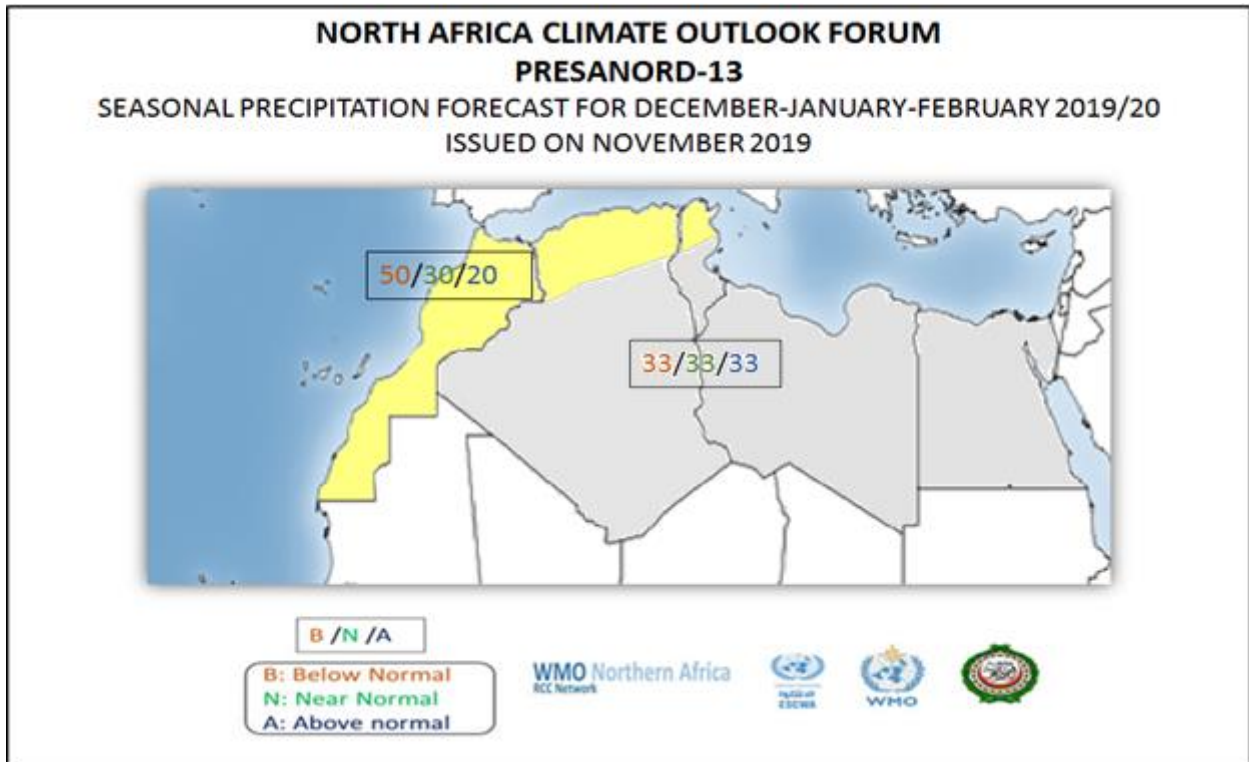 NORTH AFRICA CLIMATE OUTLOOK FORUM
PRESANORD-13
SEASONAL PRECIPITATION FORECAST FOR DECEMBER-JANUARY-FEBRUARY 2019/20
ISSUED ON NOVEMBER 2019
50/30/20
33/33/33
B /N /A
B: Below Normal
N: Near Normal
A: Above normal
WMO Northern Africa
RCC Network
ESCWA
WMO